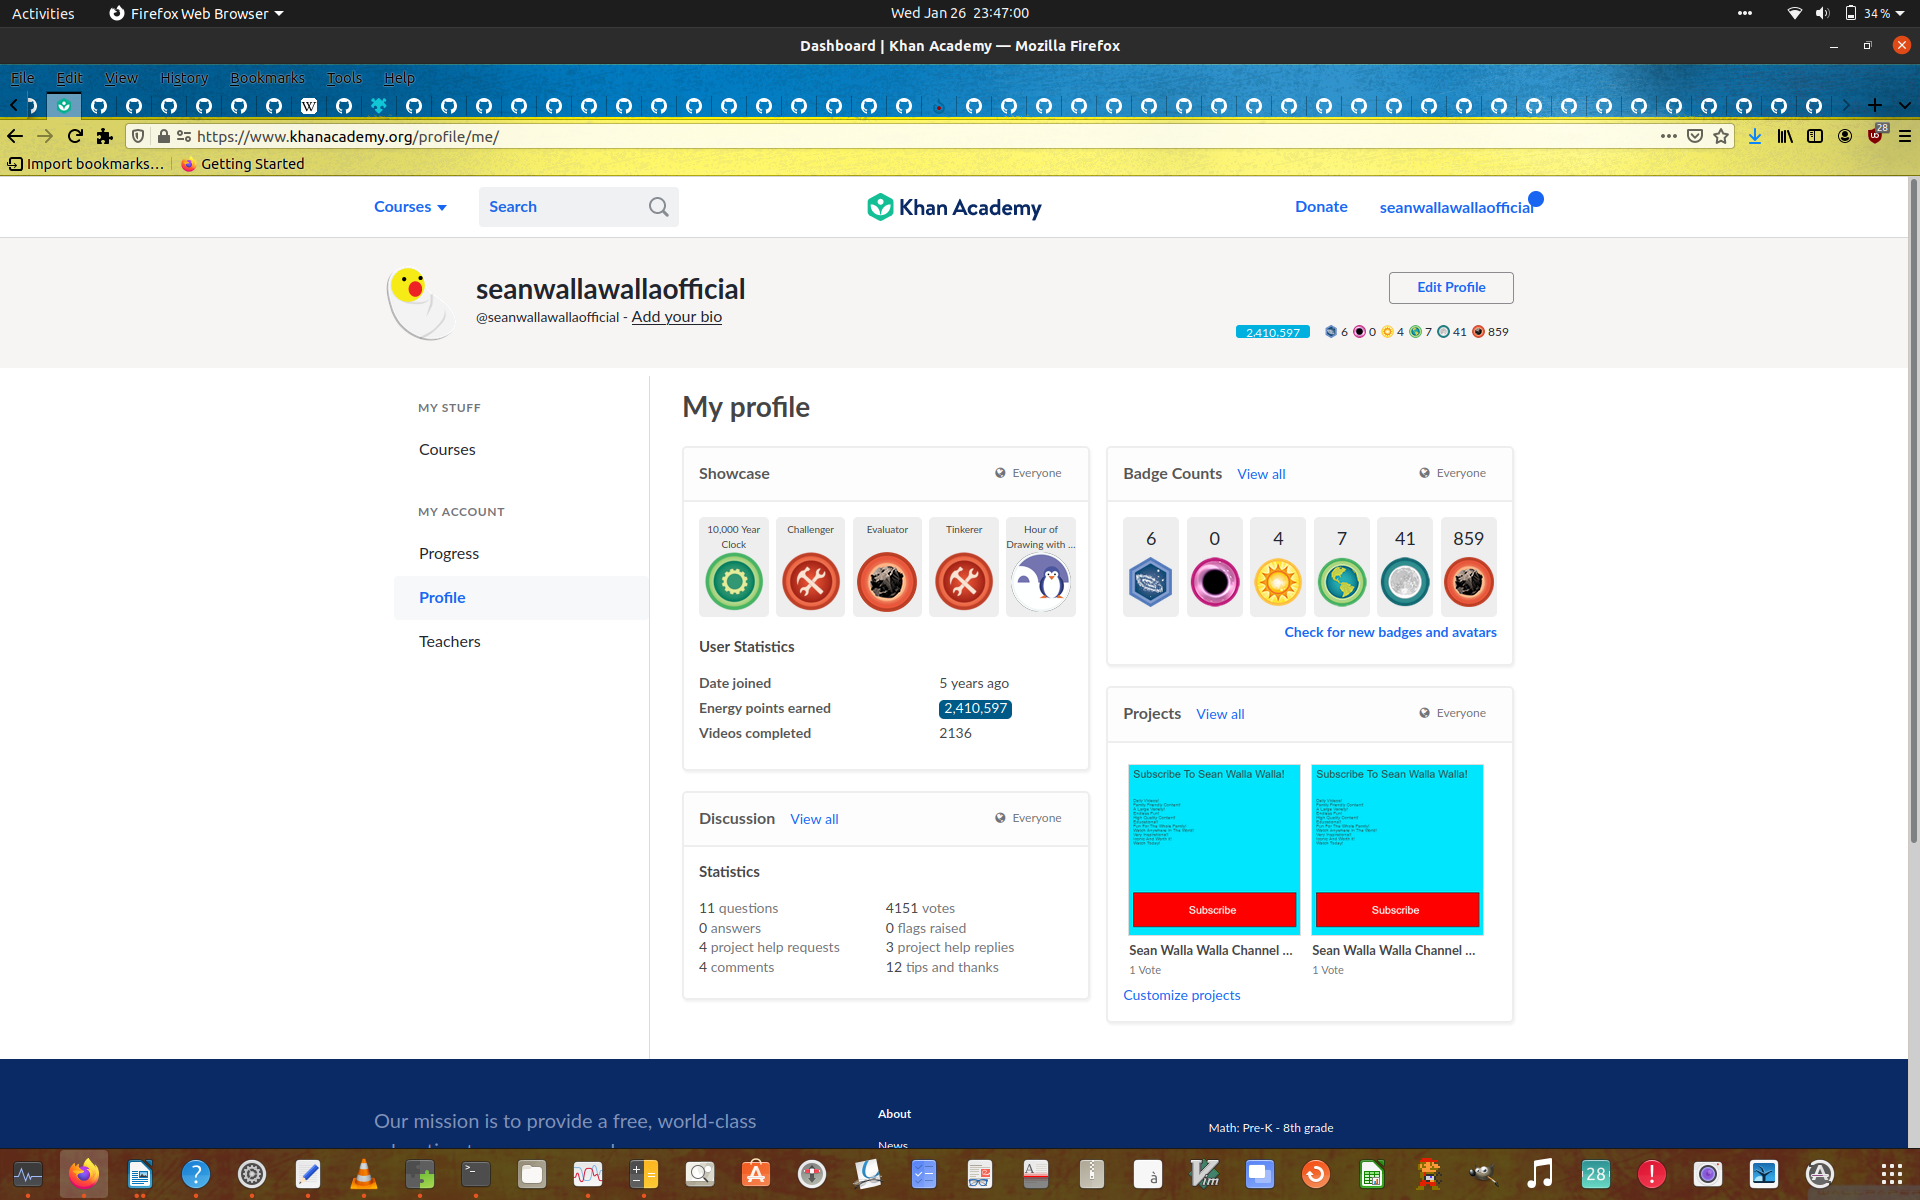 Activities
Firefox Web Browser
Wed Jan 26 23:47:00
34 %
Dashboard | Khan Academy — Mozilla Firefox
File Edit View History Bookmarks Tools Help
https://www.khanacademy.org/profile/me/
28
Import bookmarks...
Getting Started
Courses
Search
Khan Academy
Donate
seanwallawallaofficial
seanwallawallaofficial
@seanwallawallaofficial - Add your bio
Edit Profile
2,410,597
6 0 4 7 41 859
MY STUFF
Courses
MY ACCOUNT
Progress
Profile
Teachers
My profile
Showcase
Everyone
10,000 Year Clock
Challenger
Evaluator
Tinkerer
Hour of Drawing with ...
User Statistics
Date joined 5 years ago
Energy points earned 2,410,597
Videos completed 2136
Discussion View all
Everyone
Statistics
11 questions 4151 votes
0 answers 0 flags raised
4 project help requests 3 project help replies
4 comments 12 tips and thanks
Badge Counts View all
Everyone
6 0 4 7 41 859
Check for new badges and avatars
Projects View all
Everyone
Subscribe To Sean Walla Walla!
Subscribe
Sean Walla Walla Channel ...
1 Vote
Subscribe To Sean Walla Walla!
Subscribe
Sean Walla Walla Channel ...
1 Vote
Customize projects
Our mission is to provide a free, world-class
About
News
Math: Pre-K - 8th grade
28